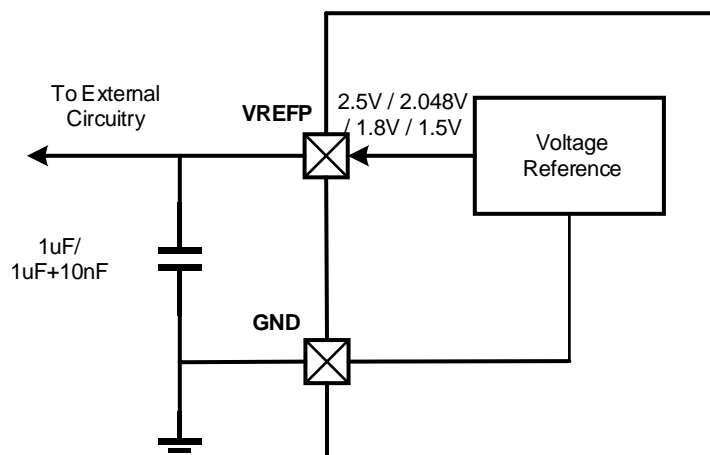 To External
Circuitry
VREFP
2.5V / 2.048V
/ 1.8V / 1.5V
Voltage
Reference
1uF/
1uF+10nF
GND